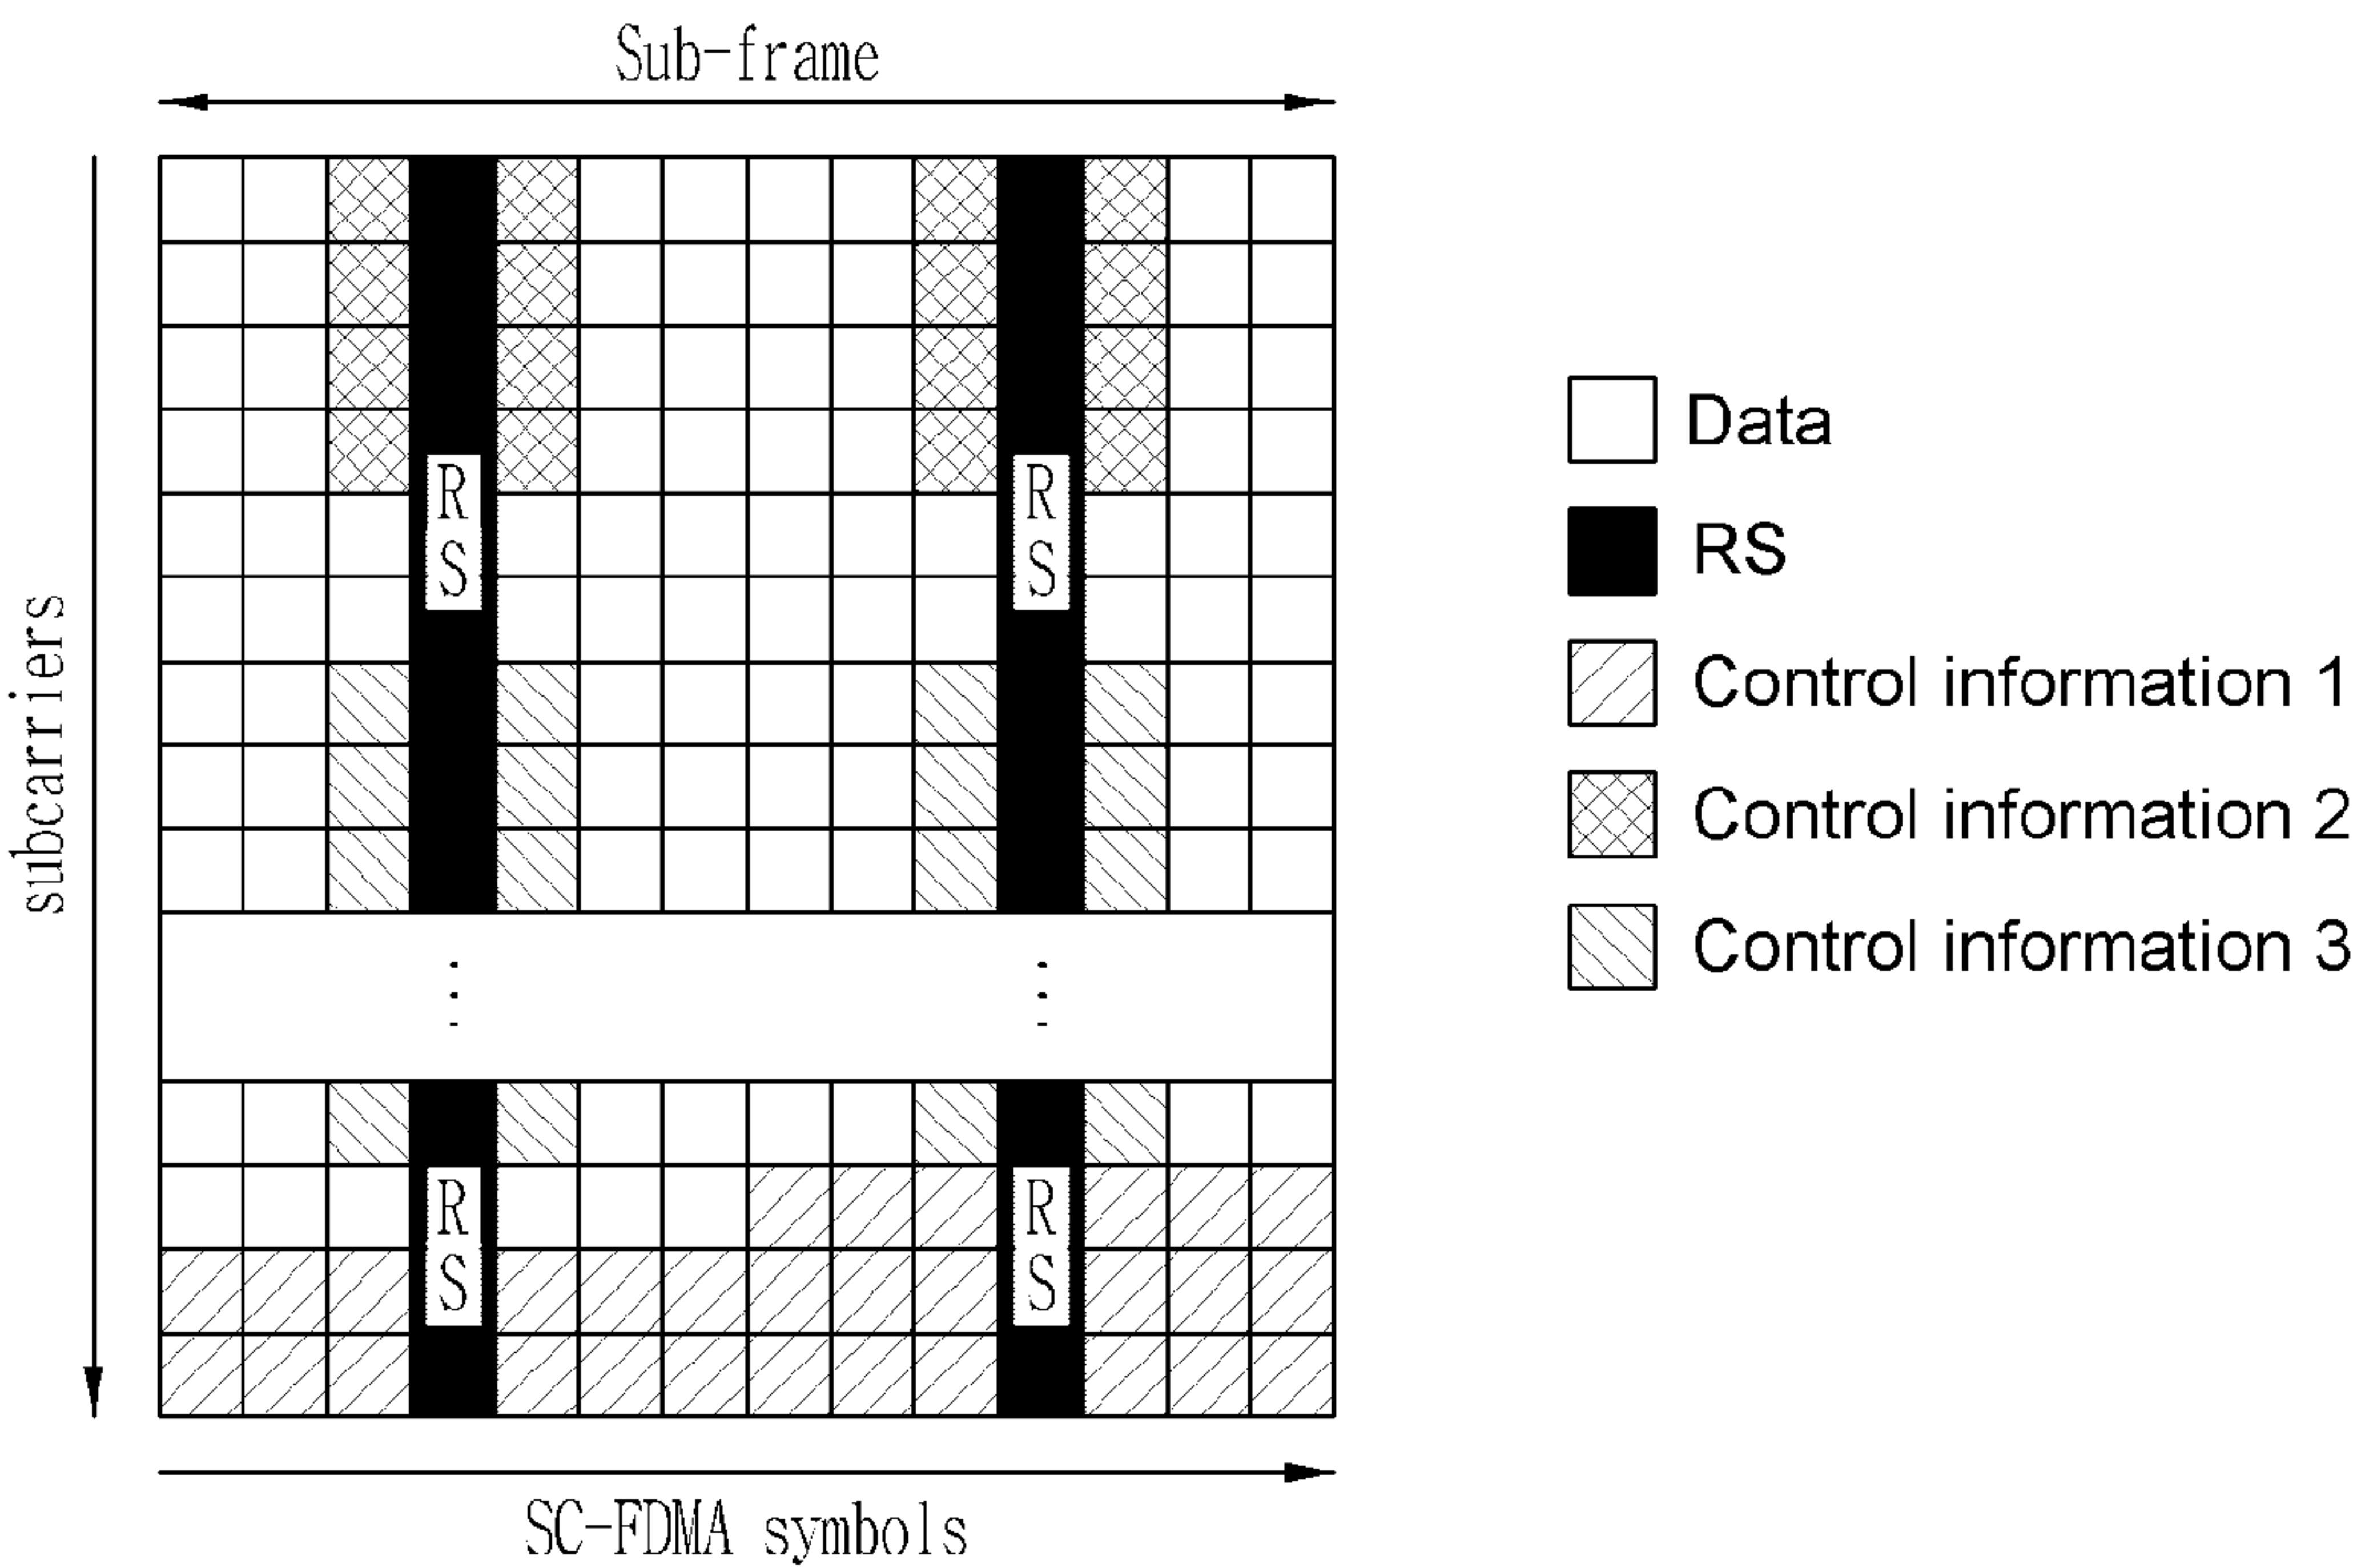 Sub-frame
subcarriers
R
S
R
S
R
S
R
S
SC-FDMA symbols
Data
RS
Control information 1
Control information 2
Control information 3